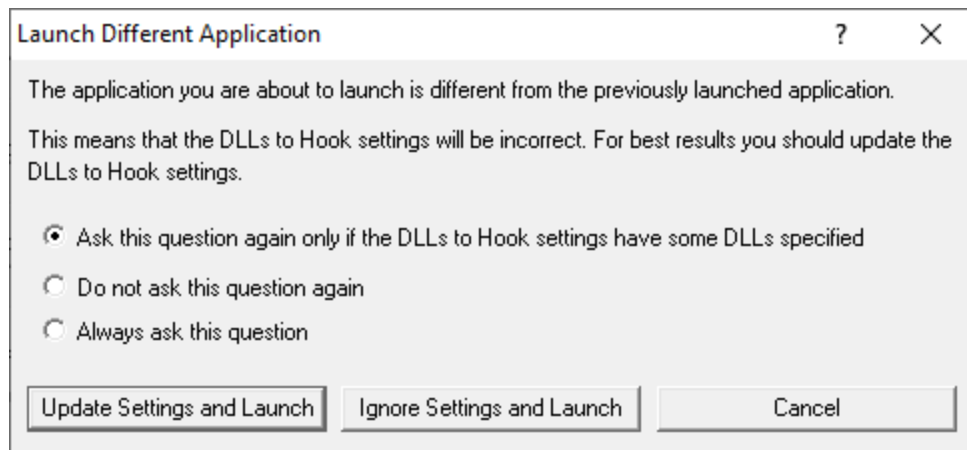 Launch Different Application
?
The application you are about to launch is different from the previously launched application.
This means that the DLLs to Hook settings will be incorrect. For best results you should update the
DLLs to Hook settings.
Ask this question again only if the DLLs to Hook settings have some DLLs specified
Do not ask this question again
Always ask this question
Update Settings and Launch
Ignore Settings and Launch
Cancel